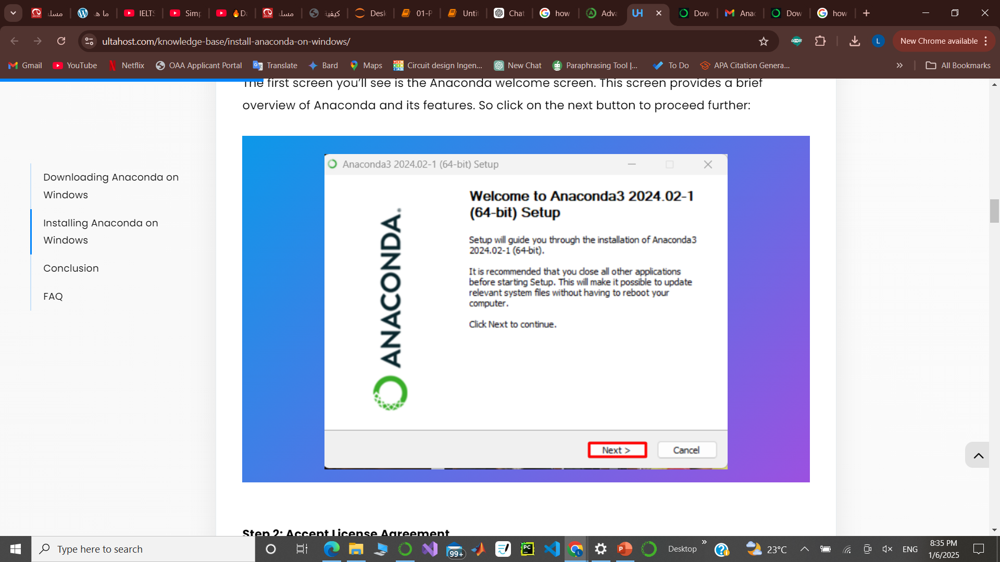 مسلـ
ما هـ
IELTS
Simp
Da
مسلـ
كيفية
Desk
01-P
Unti
Chat
how
Adva
UH
Dow
Anac
Dow
how
ultahost.com/knowledge-base/install-anaconda-on-windows/
L
New Chrome available
Gmail
YouTube
Netflix
OAA Applicant Portal
Translate
Bard
Maps
Circuit design Ingen...
New Chat
Paraphrasing Tool |...
To Do
APA Citation Genera...
All Bookmarks
The first screen you’ll see is the Anaconda welcome screen. This screen provides a brief
overview of Anaconda and its features. So click on the next button to proceed further:
Downloading Anaconda on
Windows
Installing Anaconda on
Windows
Conclusion
FAQ
Anaconda3 2024.02-1 (64-bit) Setup
ANACONDA.
Welcome to Anaconda3 2024.02-1
(64-bit) Setup
Setup will guide you through the installation of Anaconda3
2024.02-1 (64-bit).
It is recommended that you close all other applications
before starting Setup. This will make it possible to update
relevant system files without having to reboot your
computer.
Click Next to continue.
Next >
Cancel
Step 2: Accept License Agreement
Type here to search
99+
PC
P
Desktop
23°C
ENG
8:35 PM
1/6/2025